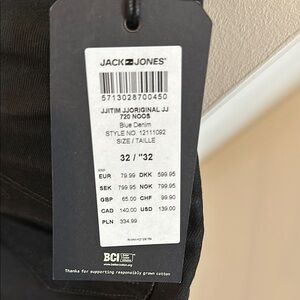 JACK JONES®
5713028700450
JJITIM JJORIGINAL JJ
720 NOOS
Blue Denim
STYLE NO. 12111092
SIZE / TAILLE
32 / "32
RRP
EUR 79.99 DKK 599.95
SEK 799.95 NOK 799.95
GBP 65.00 CHF 99.90
CAD 140.00 USD 139.00
PLN 334.99
BCI
Thanks for supporting responsibly grown cotton